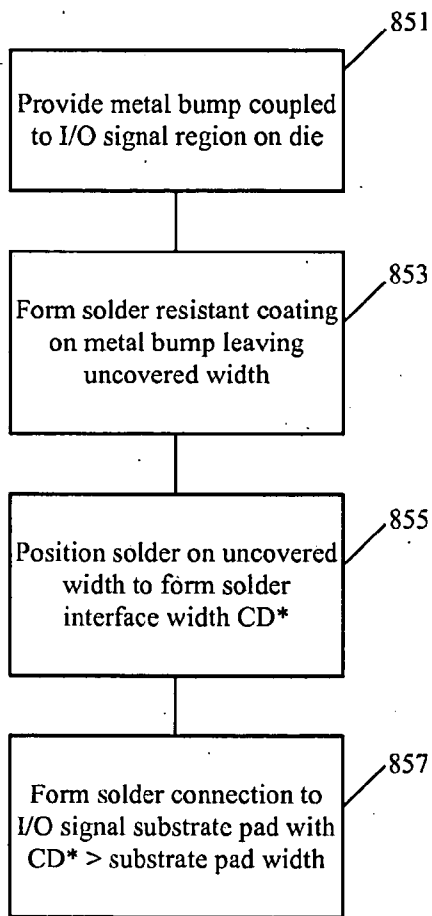 851
Provide metal bump coupled
to I/O signal region on die
853
Form solder resistant coating
on metal bump leaving
uncovered width
855
Position solder on uncovered
width to form solder
interface width CD*
857
Form solder connection to
I/O signal substrate pad with
CD* > substrate pad width